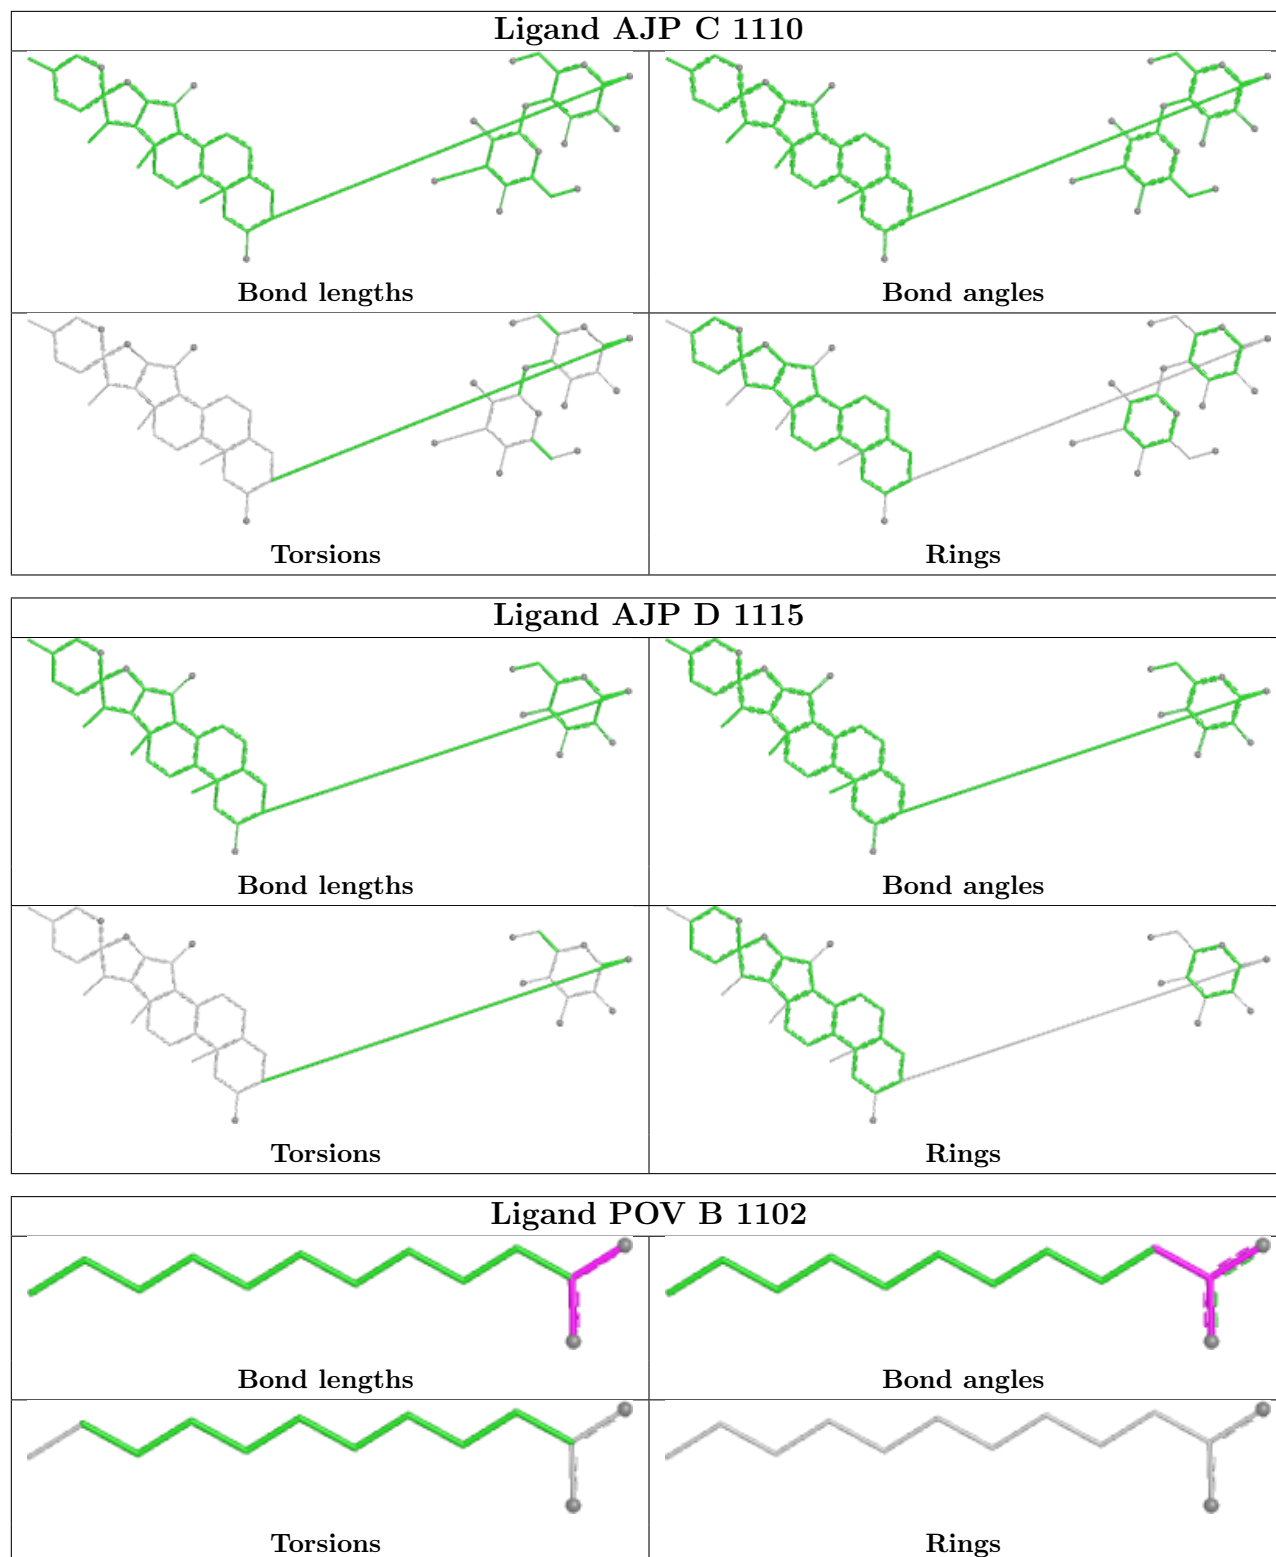 Ligand AJP C 1110
Bond lengths
Bond angles
Torsions
Rings
Ligand AJP D 1115
Bond lengths
Bond angles
Torsions
Rings
Ligand POV B 1102
Bond lengths
Bond angles
Torsions
Rings